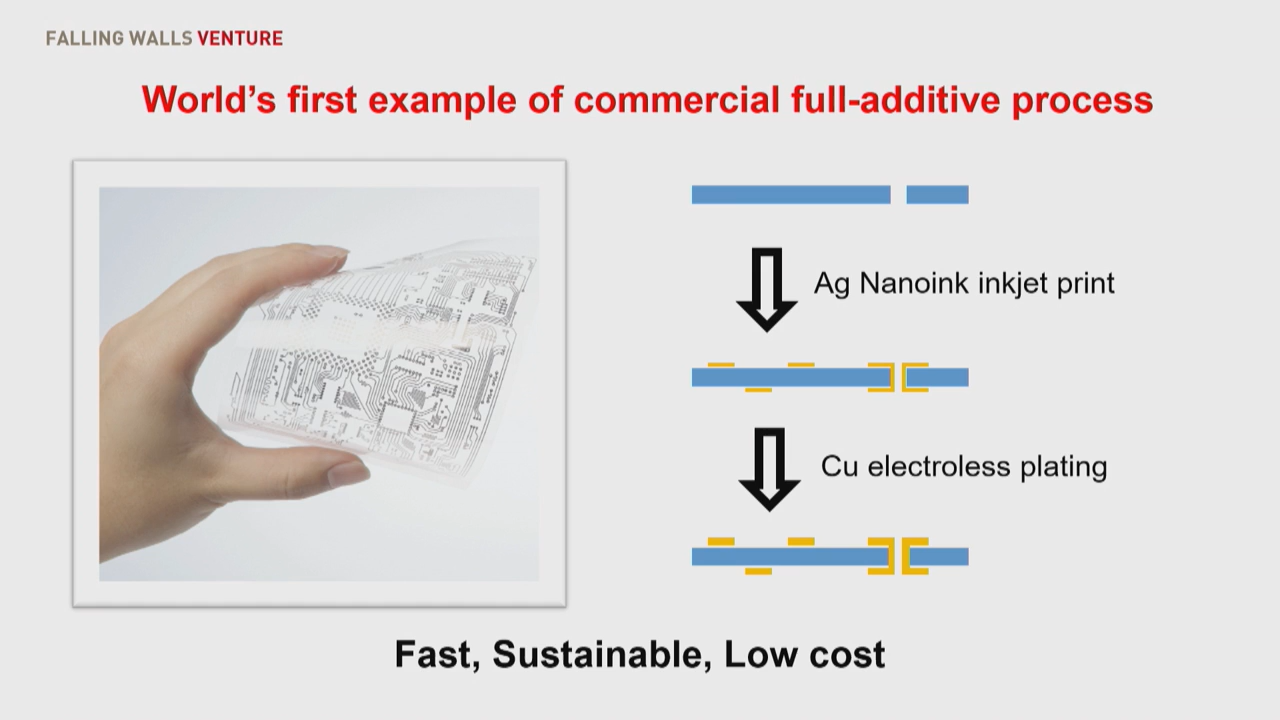 FALLING WALLS VENTURE
World’s first example of commercial full-additive process
Ag Nanoink inkjet print
Cu electroless plating
Fast, Sustainable, Low cost